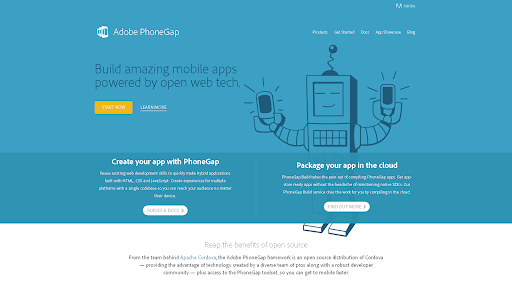 Adobe
Adobe PhoneGap
Products Get Started Docs App Showcase Blog
Build amazing mobile apps
powered by open web tech.
START NOW LEARN MORE
Create your app with PhoneGap
Reuse existing web development skills to quickly make hybrid applications
built with HTML, CSS and JavaScript. Create experiences for multiple
platforms with a single codebase so you can reach your audience no matter
their device.
GUIDES & DOCS
Package your app in the cloud
PhoneGap Build takes the pain out of compiling PhoneGap apps. Get app-
store ready apps without the headache of maintaining native SDKs. Our
PhoneGap Build service does the work for you by compiling in the cloud.
FIND OUT MORE
Reap the benefits of open source
From the team behind Apache Cordova, the Adobe PhoneGap framework is an open source distribution of Cordova
— providing the advantage of technology created by a diverse team of pros along with a robust developer
community — plus access to the PhoneGap toolset, so you can get to mobile faster.